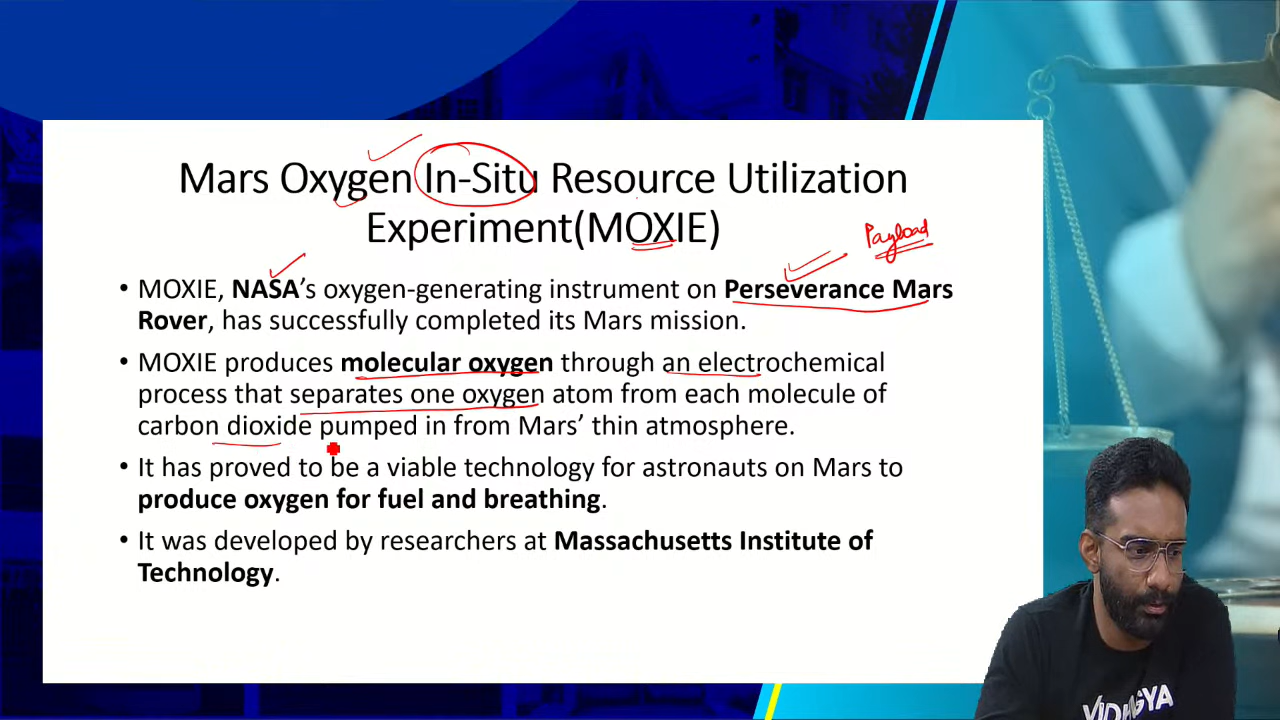 Mars Oxygen In-Situ Resource Utilization
Experiment(MOXIE)
Payload
• MOXIE, NASA's oxygen-generating instrument on Perseverance Mars
Rover, has successfully completed its Mars mission.
• MOXIE produces molecular oxygen through an electrochemical
process that separates one oxygen atom from each molecule of
carbon dioxide pumped in from Mars' thin atmosphere.
• It has proved to be a viable technology for astronauts on Mars to
produce oxygen for fuel and breathing.
• It was developed by researchers at Massachusetts Institute of
Technology.